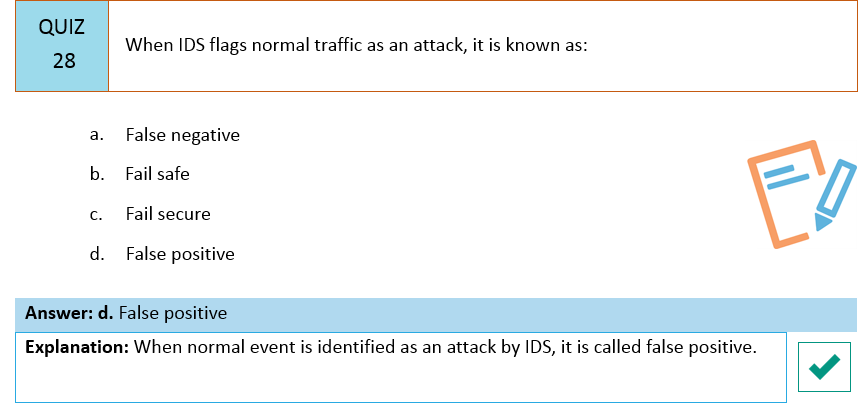 QUIZ
28
When IDS flags normal traffic as an attack, it is known as:
a. False negative
b. Fail safe
c. Fail secure
d. False positive
Answer: d. False positive
Explanation: When normal event is identified as an attack by IDS, it is called false positive.